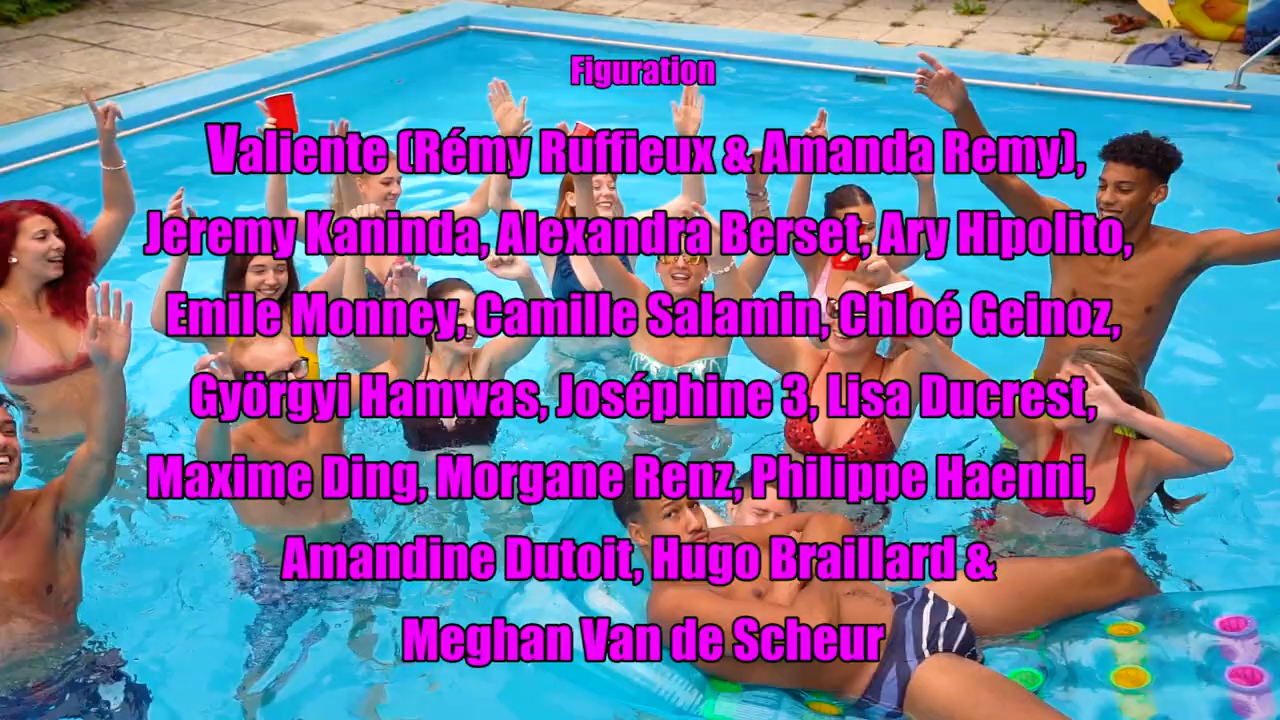 Figuration
Valiente (Rémy Ruffieux & Amanda Remy),
Jeremy Kaninda, Alexandra Berset, Ary Hipolito,
Emile Monney, Camille Salamin, Chloé Geinoz,
Györgyi Hamwas, Joséphine 3, Lisa Ducrest,
Maxime Ding, Morgane Renz, Philippe Haenni,
Amandine Dutoit, Hugo Braillard &
Meghan Van de Scheur